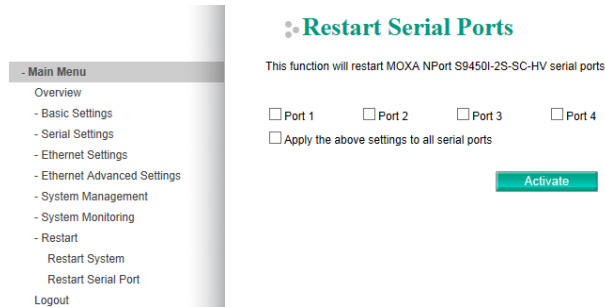 Restart Serial Ports
- Main Menu
Overview
- Basic Settings
- Serial Settings
- Ethernet Settings
- Ethernet Advanced Settings
- System Management
- System Monitoring
- Restart
Restart System
Restart Serial Port
Logout
This function will restart MOXA NPort S9450I-2S-SC-HV serial ports
Port 1 Port 2 Port 3 Port 4
Apply the above settings to all serial ports
Activate